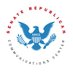 SENATE REPUBLICAN
COMMUNICATIONS CENTER